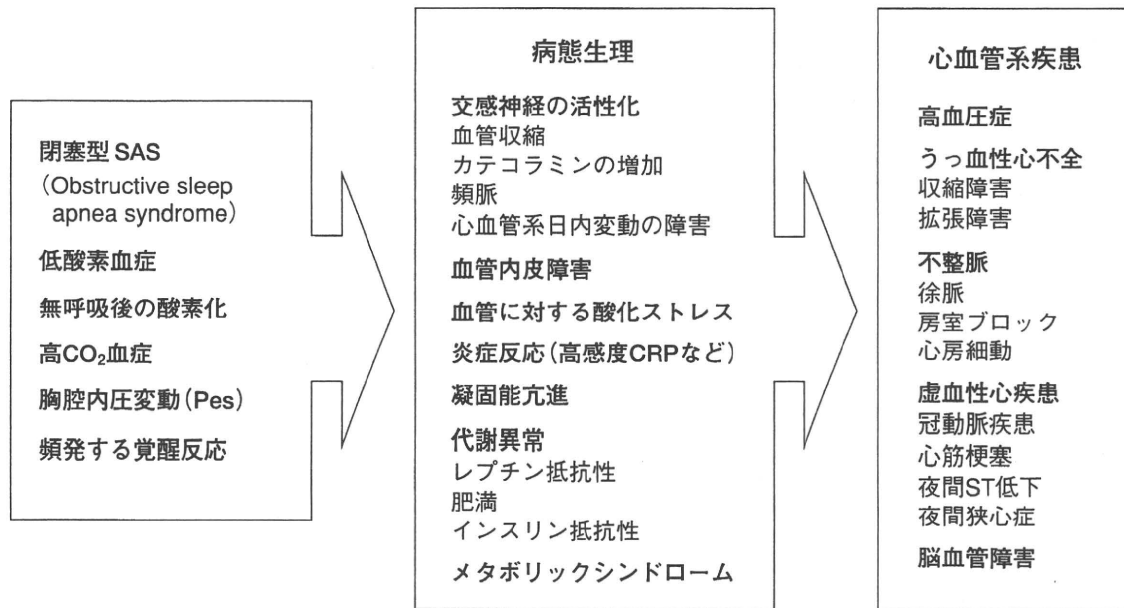 閉塞型 SAS
（Obstructive sleep
apnea syndrome）
低酸素血症
無呼吸後の酸素化
高CO₂血症
胸腔内圧変動（Pes）
頻発する覚醒反応
病態生理
交感神経の活性化
血管収縮
カテコラミンの増加
頻脈
心血管系日内変動の障害
血管内皮障害
血管に対する酸化ストレス
炎症反応（高感度CRPなど）
凝固能亢進
代謝異常
レプチン抵抗性
肥満
インスリン抵抗性
メタボリックシンドローム
心血管系疾患
高血圧症
うっ血性心不全
収縮障害
拡張障害
不整脈
徐脈
房室ブロック
心房細動
虚血性心疾患
冠動脈疾患
心筋梗塞
夜間ST低下
夜間狭心症
脳血管障害